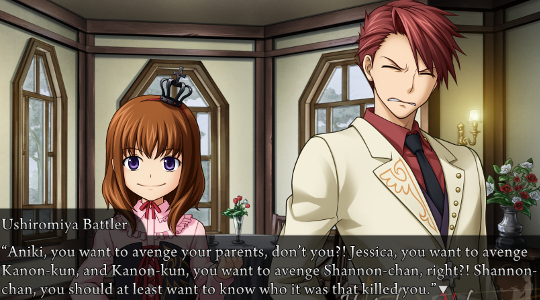 Ushiromiya Battler
“Aniki, you want to avenge your parents, don't you?! Jessica, you want to avenge
Kanon-kun, and Kanon-kun, you want to avenge Shannon-chan, right?! Shannon-
chan, you should at least want to know who it was that killed you.”